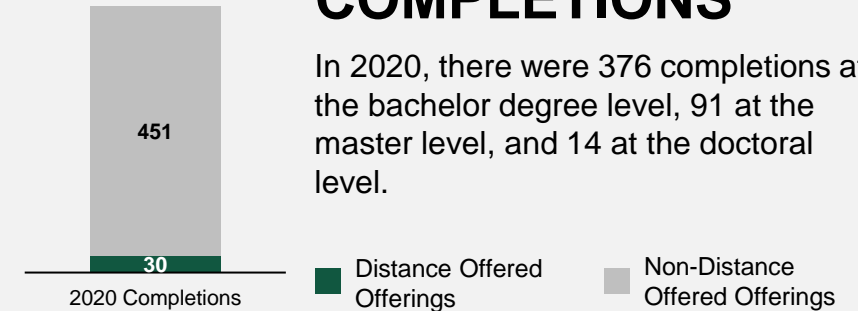 COMPLETIONS
In 2020, there were 376 completions at
the bachelor degree level, 91 at the
master level, and 14 at the doctoral
level.
451
30
2020 Completions
Distance Offered
Offerings
Non-Distance
Offered Offerings